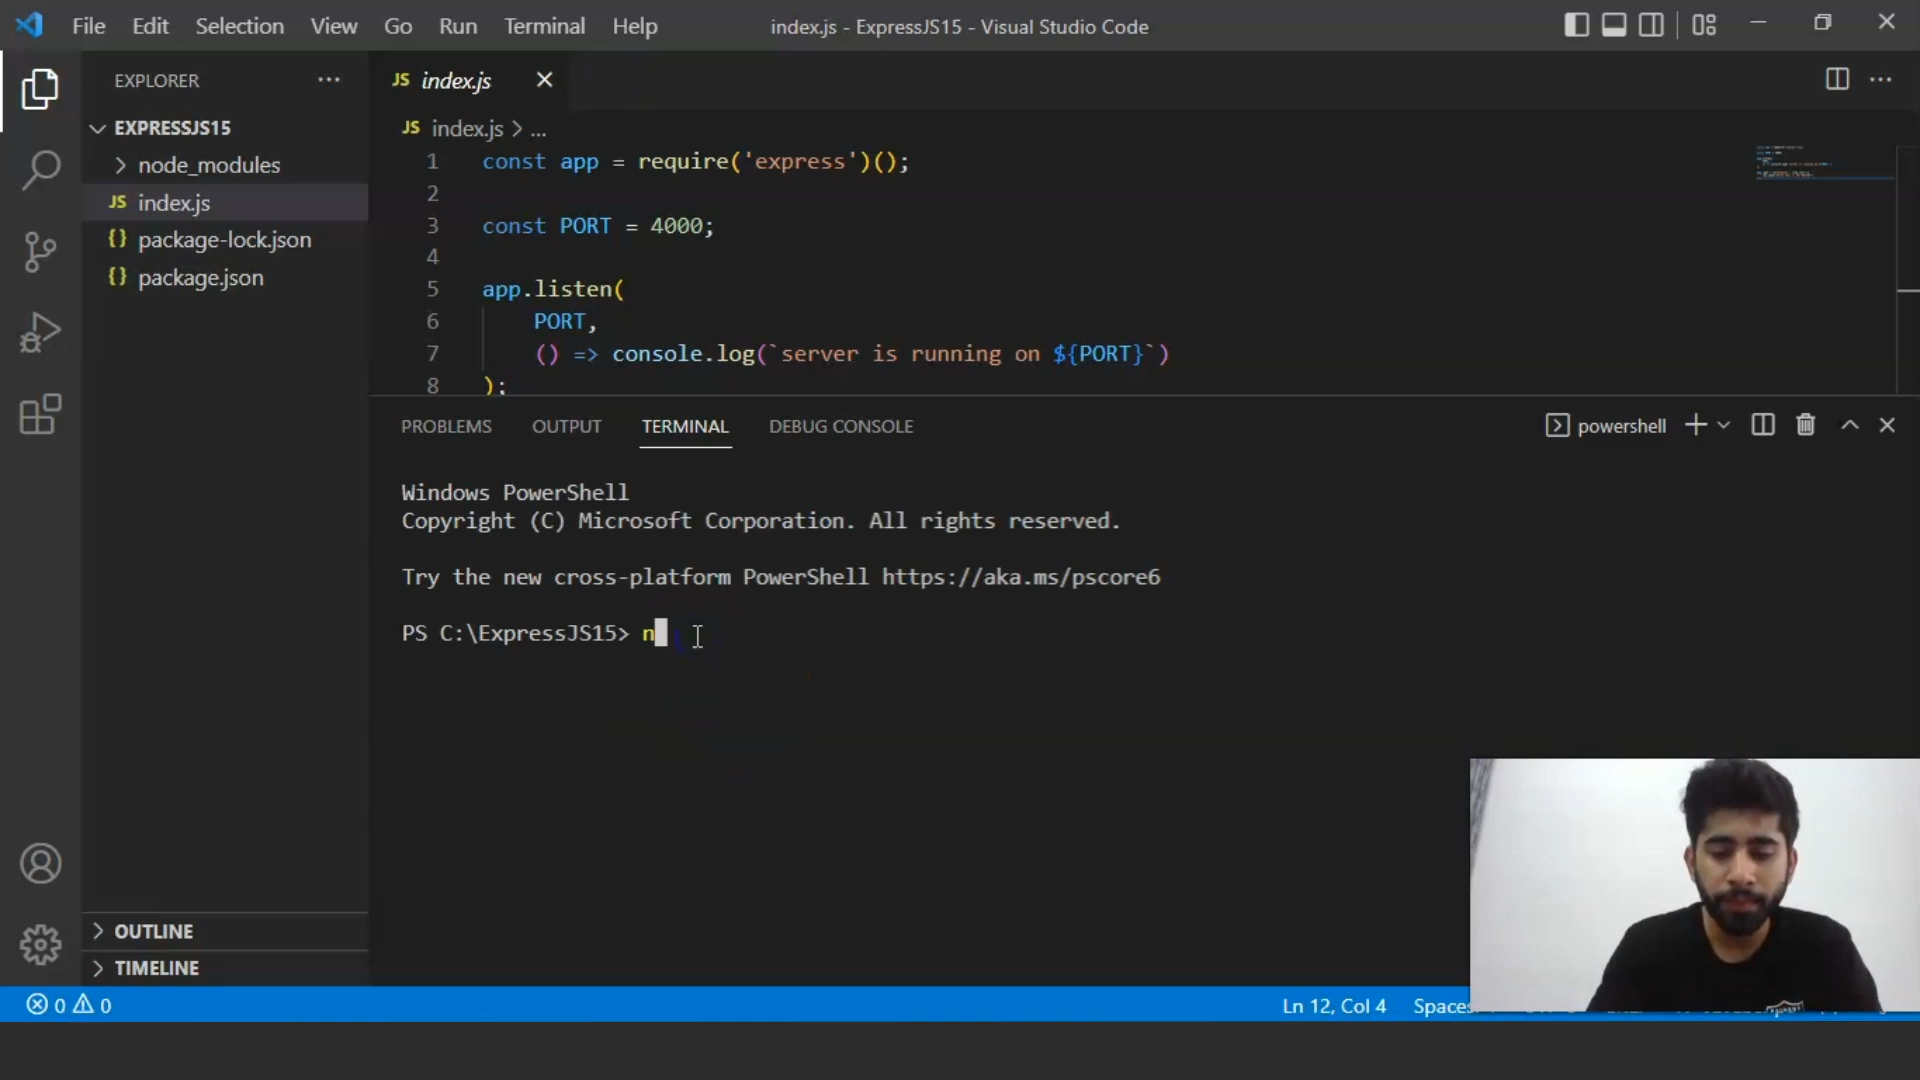 File Edit Selection View Go Run Terminal Help index.js - ExpressJS15 - Visual Studio Code
EXPLORER
EXPRESSJS15
node_modules
JS index.js
{} package-lock.json
{} package.json
OUTLINE
TIMELINE
JS index.js
JS index.js > ...
1 const app = require('express')();
2
3 const PORT = 4000;
4
5 app.listen(
6 PORT,
7 () => console.log(`server is running on ${PORT}`)
8 );
PROBLEMS OUTPUT TERMINAL DEBUG CONSOLE
powershell
Windows PowerShell
Copyright (C) Microsoft Corporation. All rights reserved.
Try the new cross-platform PowerShell https://aka.ms/pscore6
PS C:\ExpressJS15> n
0 0
Ln 12, Col 4 Spaces: